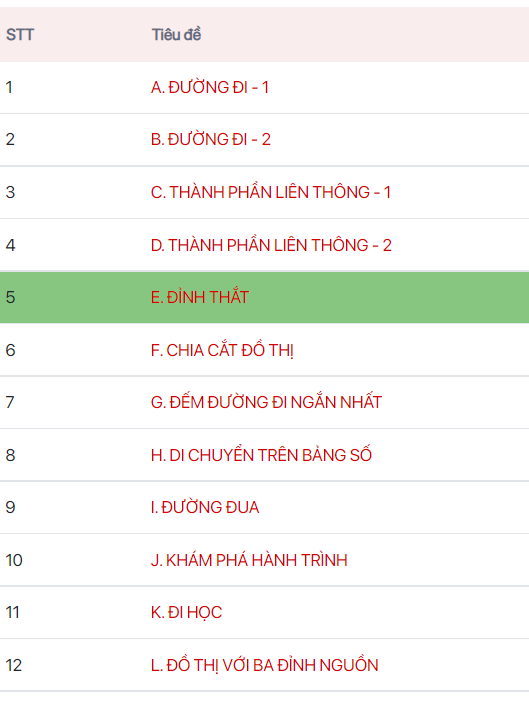 STT Tiêu đề
1 A. ĐƯỜNG ĐI - 1
2 B. ĐƯỜNG ĐI - 2
3 C. THÀNH PHẦN LIÊN THÔNG - 1
4 D. THÀNH PHẦN LIÊN THÔNG - 2
5 E. ĐỈNH THẮT
6 F. CHIA CẮT ĐỒ THỊ
7 G. ĐẾM ĐƯỜNG ĐI NGẮN NHẤT
8 H. DI CHUYỂN TRÊN BẢNG SỐ
9 I. ĐƯỜNG ĐUA
10 J. KHÁM PHÁ HÀNH TRÌNH
11 K. ĐI HỌC
12 L. ĐỒ THỊ VỚI BA ĐỈNH NGUỒN